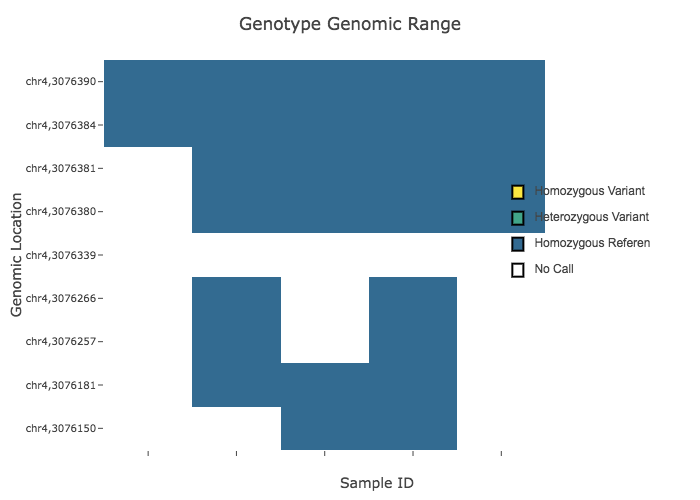 Genotype Genomic Range
chr4,3076390
chr4,3076384
chr4,3076381
chr4,3076380
chr4,3076339
chr4,3076266
chr4,3076257
chr4,3076181
chr4,3076150
Genomic Location
Sample ID
Homozygous Variant
Heterozygous Variant
Homozygous Referen
No Call